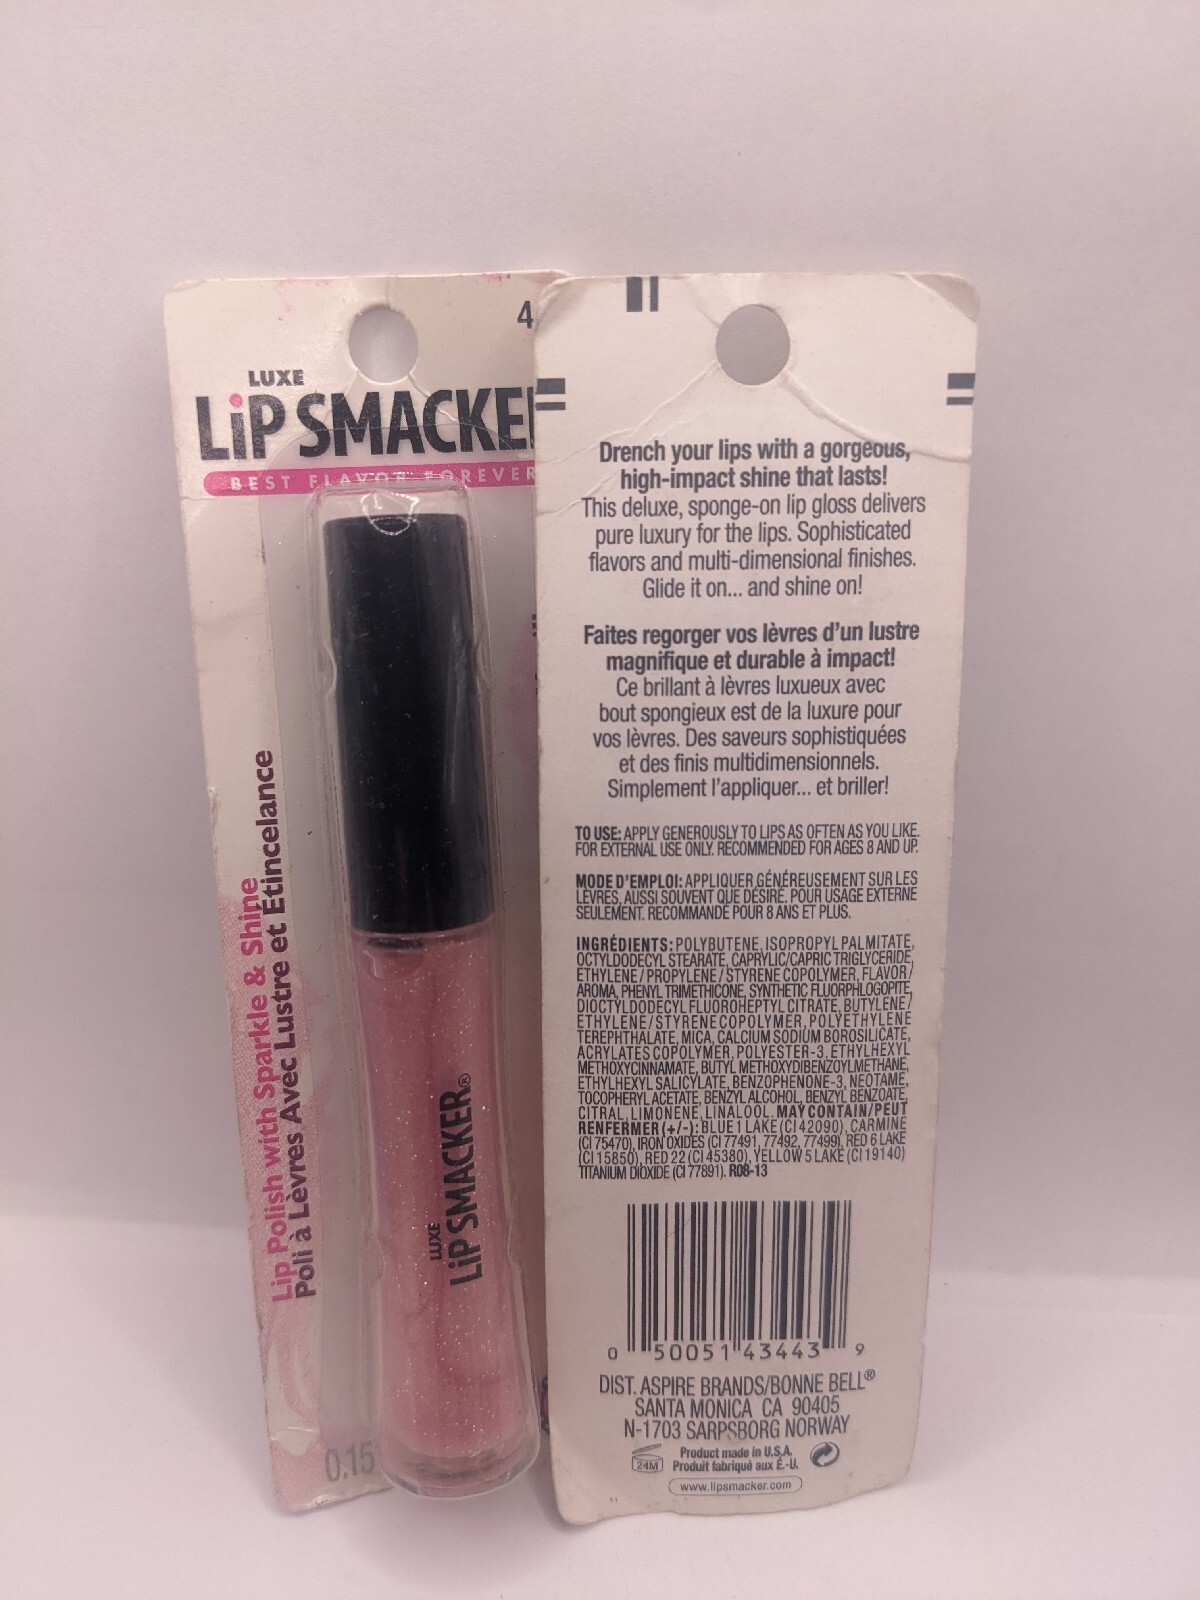 4
LUXE
LiP SMACKE
BEST FLAVOR FOREVER
Lip Polish with Sparkle & Shine
Poli à Lèvres Avec Lustre et Étincelance
LUXE
LiP SMACKER®
0.15
Drench your lips with a gorgeous,
high-impact shine that lasts!
This deluxe, sponge-on lip gloss delivers
pure luxury for the lips. Sophisticated
flavors and multi-dimensional finishes.
Glide it on... and shine on!
Faites regorger vos lèvres d'un lustre
magnifique et durable à impact!
Ce brillant à lèvres luxueux avec
bout spongieux est de la luxure pour
vos lèvres. Des saveurs sophistiquées
et des finis multidimensionnels.
Simplement l'appliquer... et briller!
TO USE: APPLY GENEROUSLY TO LIPS AS OFTEN AS YOU LIKE.
FOR EXTERNAL USE ONLY. RECOMMENDED FOR AGES 8 AND UP.
MODE D'EMPLOI: APPLIQUER GÉNÉREUSEMENT SUR LES
LÈVRES, AUSSI SOUVENT QUE DÉSIRÉ. POUR USAGE EXTERNE
SEULEMENT. RECOMMANDÉ POUR 8 ANS ET PLUS.
INGRÉDIENTS: POLYBUTENE, ISOPROPYL PALMITATE,
OCTYLDODECYL STEARATE, CAPRYLIC/CAPRIC TRIGLYCERIDE,
ETHYLENE / PROPYLENE / STYRENE COPOLYMER, FLAVOR /
AROMA, PHENYL TRIMETHICONE, SYNTHETIC FLUORPHLOGOPITE,
DIOCTYLDODECYL FLUOROHEPTYL CITRATE, BUTYLENE /
ETHYLENE / STYRENE COPOLYMER, POLYETHYLENE
TEREPHTHALATE, MICA, CALCIUM SODIUM BOROSILICATE,
ACRYLATES COPOLYMER, POLYESTER-3, ETHYLHEXYL
METHOXYCINNAMATE, BUTYL METHOXYDIBENZOYLMETHANE,
ETHYLHEXYL SALICYLATE, BENZOPHENONE-3, NEOTAME,
TOCOPHERYL ACETATE, BENZYL ALCOHOL, BENZYL BENZOATE,
CITRAL, LIMONENE, LINALOOL. MAY CONTAIN/PEUT
RENFERMER (+/-): BLUE 1 LAKE (CI 42090), CARMINE
(CI 75470), IRON OXIDES (CI 77491, 77492, 77499), RED 6 LAKE
(CI 15850), RED 22 (CI 45380), YELLOW 5 LAKE (CI 19140)
TITANIUM DIOXIDE (CI 77891). R08-13
0 50051 43443 9
DIST. ASPIRE BRANDS/BONNE BELL®
SANTA MONICA CA 90405
N-1703 SARPSBORG NORWAY
24M
Product made in U.S.A.
Produit fabriqué aux É.-U.
www.lipsmacker.com